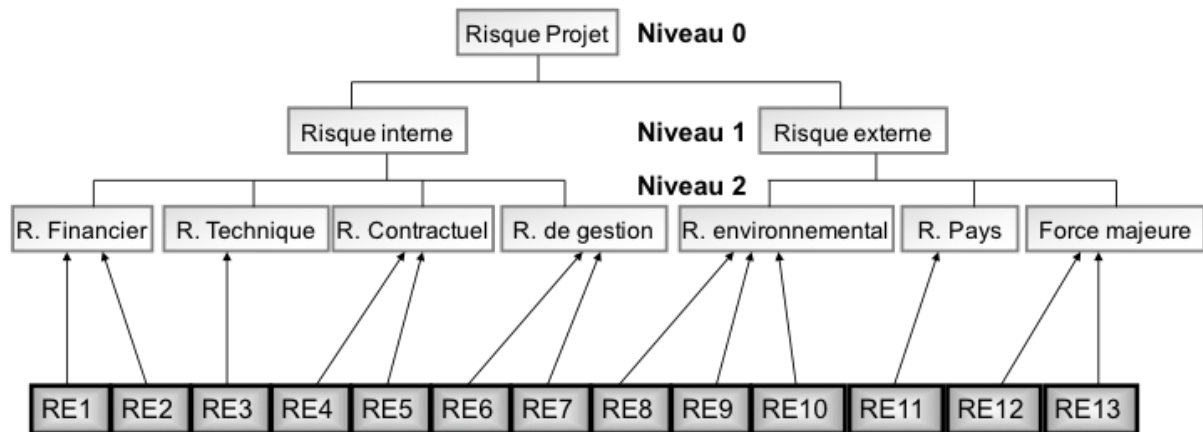 Risque Projet Niveau 0
Risque interne Niveau 1 Risque externe
Niveau 2
R. Financier R. Technique R. Contractuel R. de gestion R. environnemental R. Pays Force majeure
RE1 RE2 RE3 RE4 RE5 RE6 RE7 RE8 RE9 RE10 RE11 RE12 RE13